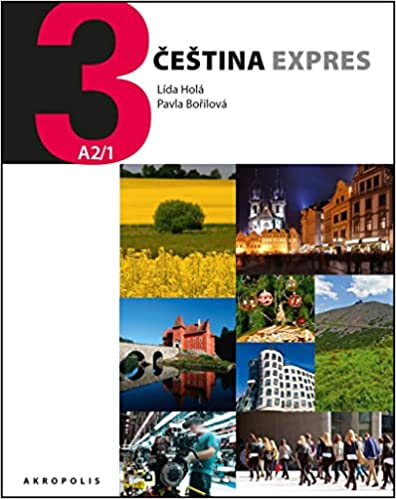 3
A2/1
ČEŠTINA EXPRES
Lída Holá
Pavla Bořilová
AKROPOLIS